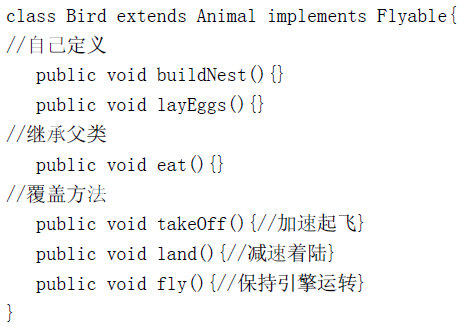 class Bird extends Animal implements Flyable{
//自己定义
public void buildNest(){}
public void layEggs(){}
//继承父类
public void eat(){}
//覆盖方法
public void takeOff(){//加速起飞}
public void land(){//减速着陆}
public void fly(){//保持引擎运转}
}